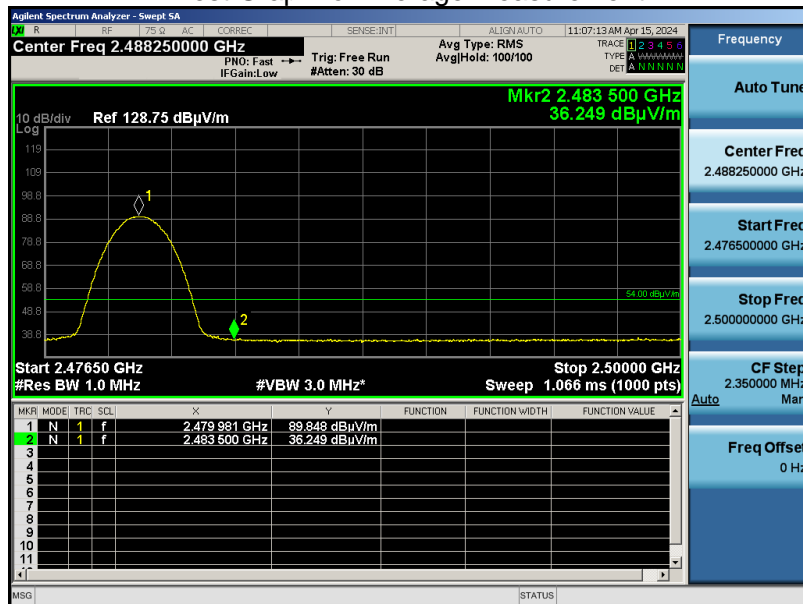 Agilent Spectrum Analyzer - Swept SA
LXI R RF 75 Ω AC CORREC SENSE:INT ALIGN AUTO 11:07:13 AM Apr 15, 2024
Center Freq 2.488250000 GHz
PNO: Fast
IFGain:Low
Trig: Free Run
#Atten: 30 dB
Avg Type: RMS
Avg|Hold: 100/100
TRACE 1 2 3 4 5 6
TYPE A
DET A N N N N N
Mkr2 2.483 500 GHz
36.249 dBµV/m
10 dB/div Ref 128.75 dBµV/m
Log
119
109
98.8
88.8
78.8
68.8
58.8
48.8
38.8
1
2
54.00 dBµV/m
Start 2.47650 GHz Stop 2.50000 GHz
#Res BW 1.0 MHz #VBW 3.0 MHz* Sweep 1.066 ms (1000 pts)
MKR MODE TRC SCL X Y FUNCTION FUNCTION WIDTH FUNCTION VALUE
1 N 1 f 2.479 981 GHz 89.848 dBµV/m
2 N 1 f 2.483 500 GHz 36.249 dBµV/m
3
4
5
6
7
8
9
10
11
MSG STATUS
Frequency
Auto Tune
Center Freq
2.488250000 GHz
Start Freq
2.476500000 GHz
Stop Freq
2.500000000 GHz
CF Step
2.350000 MHz
Auto Man
Freq Offset
0 Hz